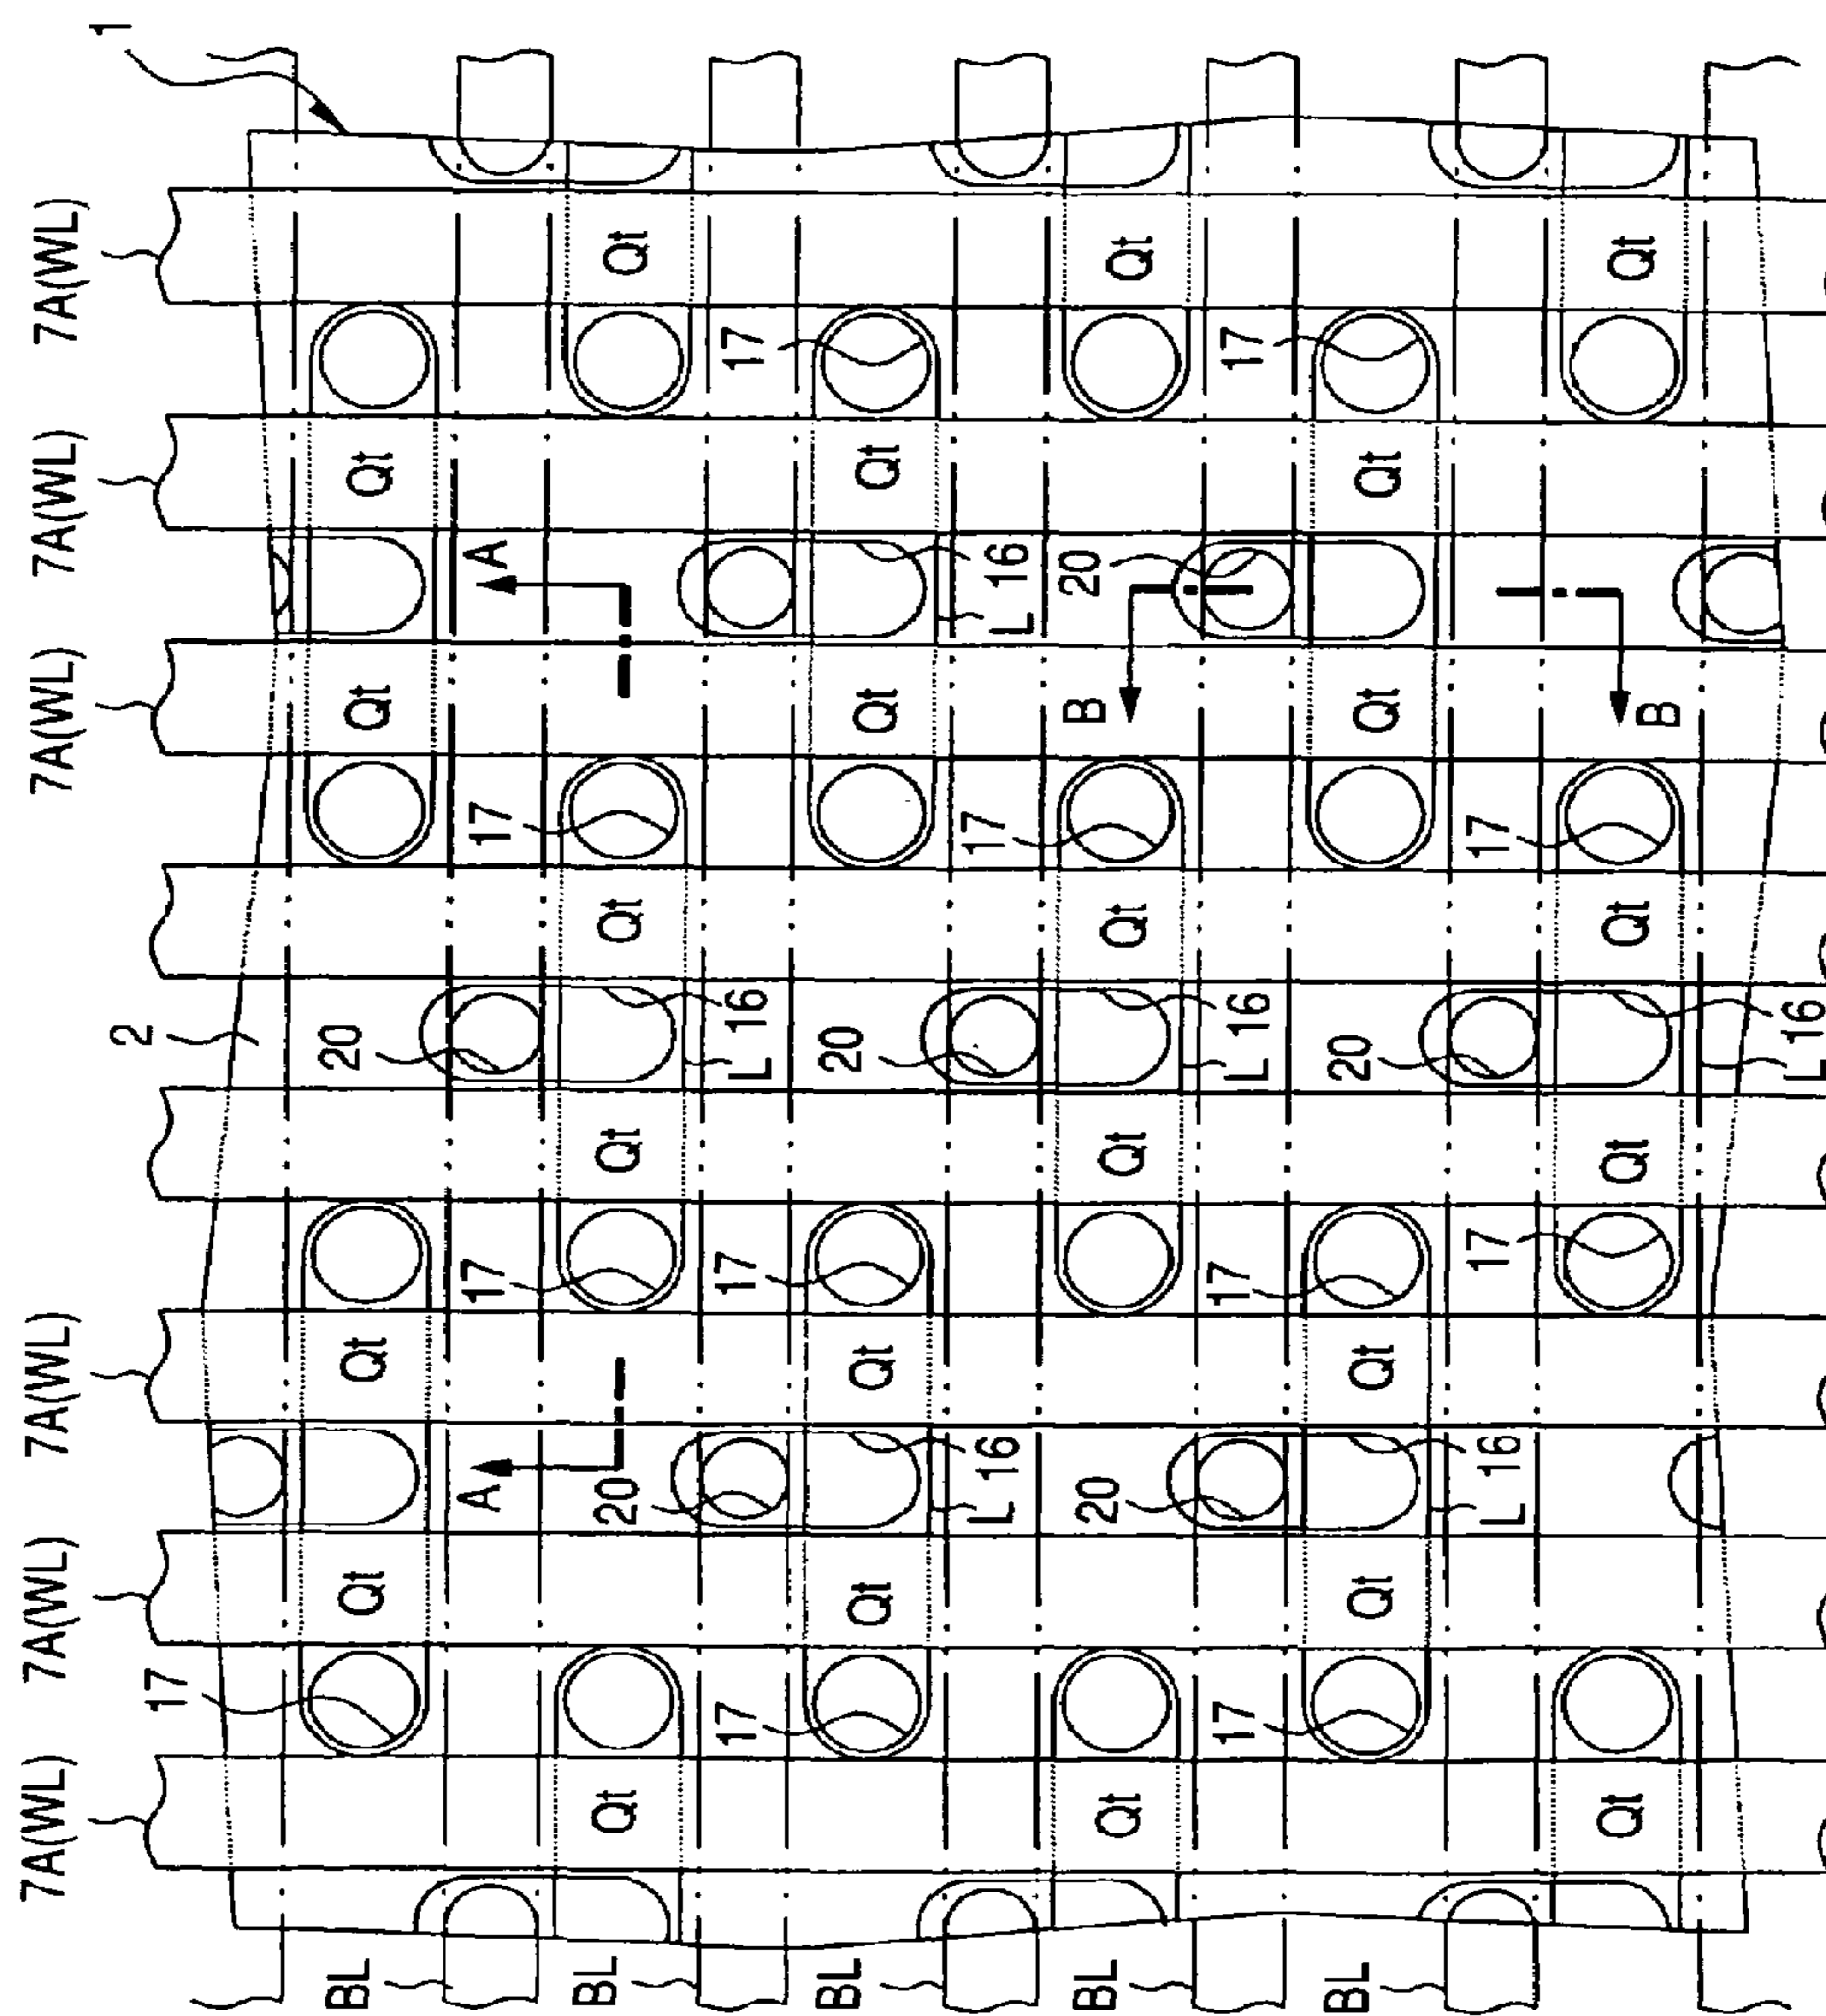 1
7A(WL) 7A(WL) 7A(WL) 7A(WL) 7A(WL) 7A(WL)
2
17
BL Qt Qt 20 Qt Qt
A 17 17 A
BL Qt 20 Qt Qt Qt
17 17 L 16 17
BL Qt Qt 20 Qt Qt
L 16 17 L 16
BL Qt 20 Qt Qt B 20 Qt
17 17 L 16 17
BL Qt Qt 20 Qt Qt
L 16 17 17
Qt Qt Qt Qt
B
L 16